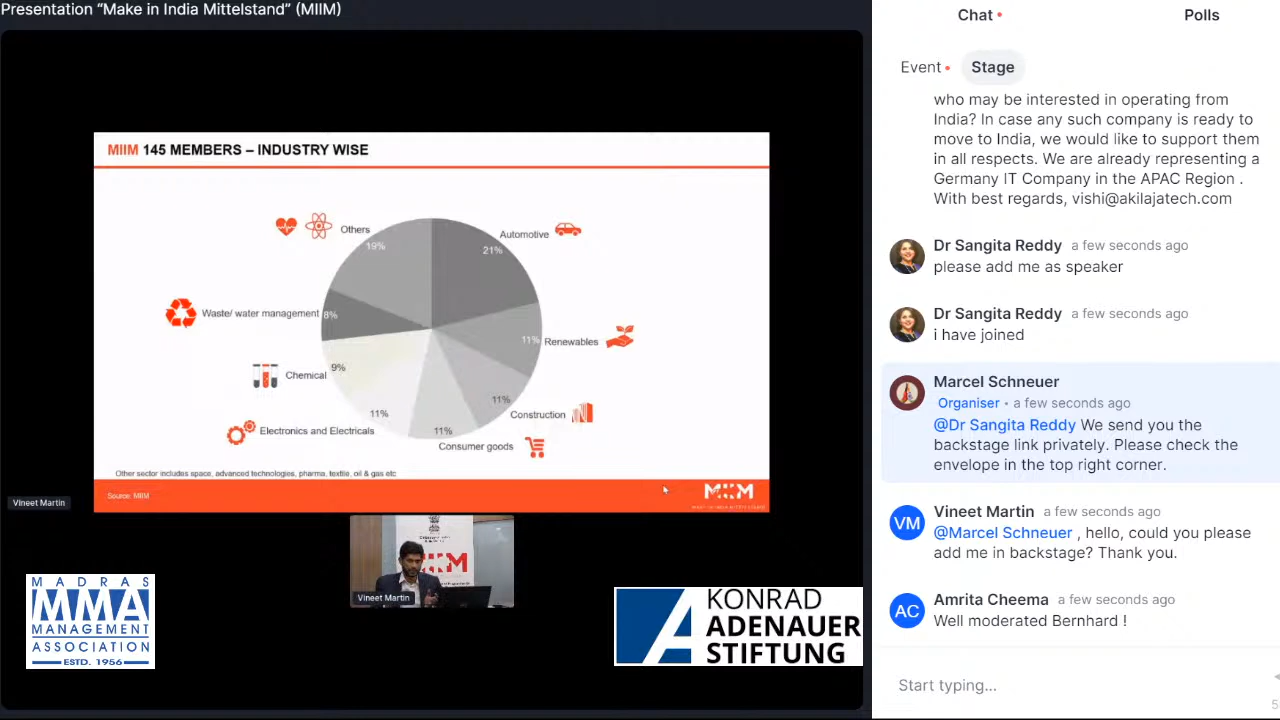 Presentation “Make in India Mittelstand” (MIIM)
MIIM 145 MEMBERS – INDUSTRY WISE
Others
19%
Automotive
21%
Waste/ water management
8%
11%
Renewables
Chemical
9%
11%
Construction
Electronics and Electricals
11%
11%
Consumer goods
Other sector includes space, advanced technologies, pharma, textile, oil & gas etc
Source: MIIM
MIIM
MAKE IN INDIA MITTELSTAND
Vineet Martin
MIIM
Vineet Martin
MADRAS
MMA
MANAGEMENT
ASSOCIATION
ESTD. 1956
KONRAD
ADENAUER
STIFTUNG
Chat
Polls
Event
Stage
who may be interested in operating from
India? In case any such company is ready to
move to India, we would like to support them
in all respects. We are already representing a
Germany IT Company in the APAC Region .
With best regards, vishi@akilajatech.com
Dr Sangita Reddy a few seconds ago
please add me as speaker
Dr Sangita Reddy a few seconds ago
i have joined
Marcel Schneuer
Organiser • a few seconds ago
@Dr Sangita Reddy We send you the
backstage link privately. Please check the
envelope in the top right corner.
VM
Vineet Martin a few seconds ago
@Marcel Schneuer , hello, could you please
add me in backstage? Thank you.
AC
Amrita Cheema a few seconds ago
Well moderated Bernhard !
Start typing...
5